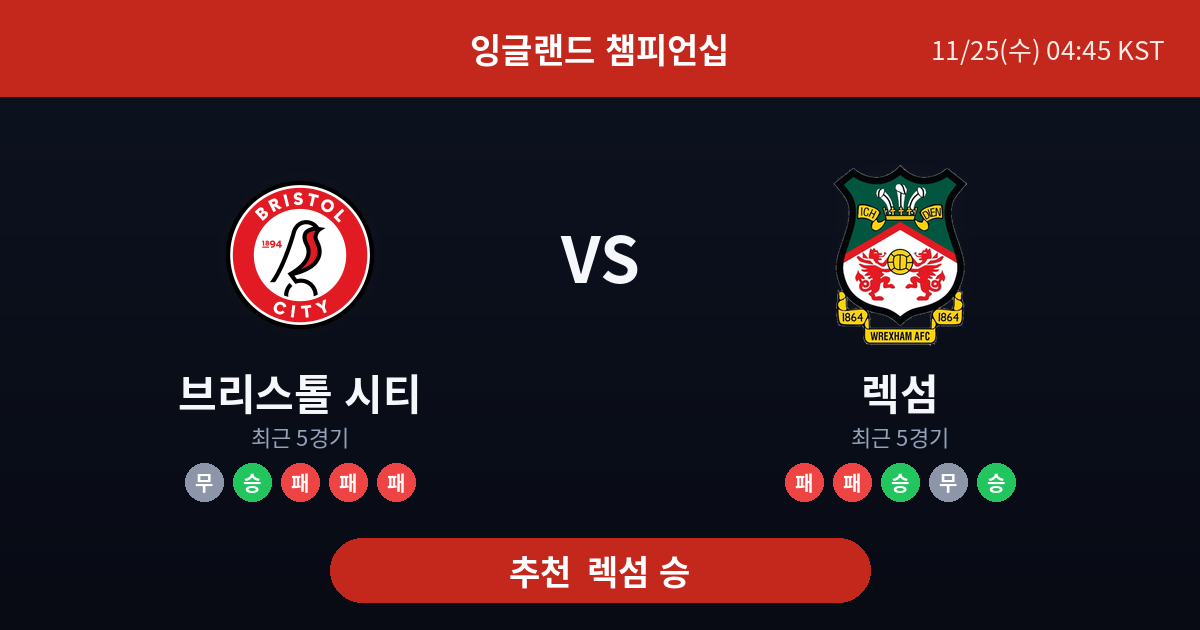 잉글랜드 챔피언십
11/25(수) 04:45 KST
BRISTOL
1894
CITY
VS
ICH DIEN
1864 1864
WREXHAM AFC
브리스톨 시티
렉섬
최근 5경기
최근 5경기
무 승 패 패 패
패 패 승 무 승
추천 렉섬 승